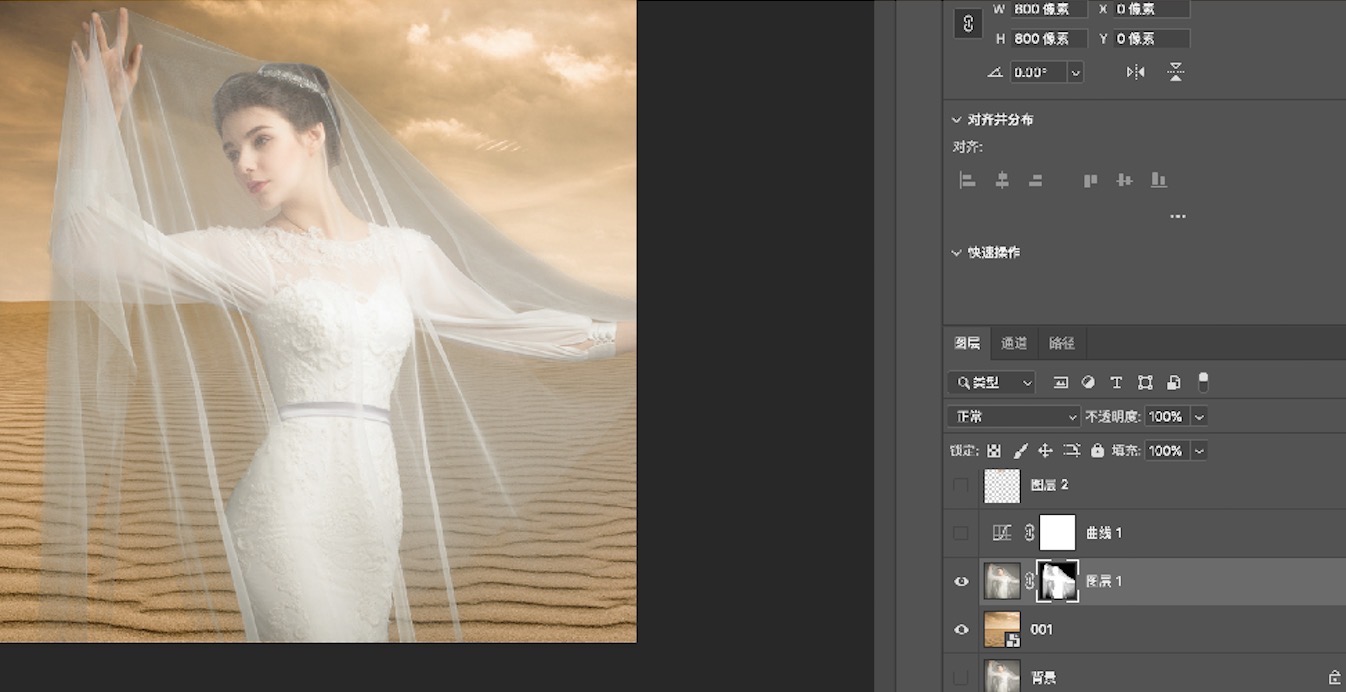 W 800 像素 X 0 像素
H 800 像素 Y 0 像素
0.00°
对齐并分布
对齐:
快速操作
图层 通道 路径
类型
正常 不透明度: 100%
锁定: 填充: 100%
图层 2
曲线 1
图层 1
001
背景